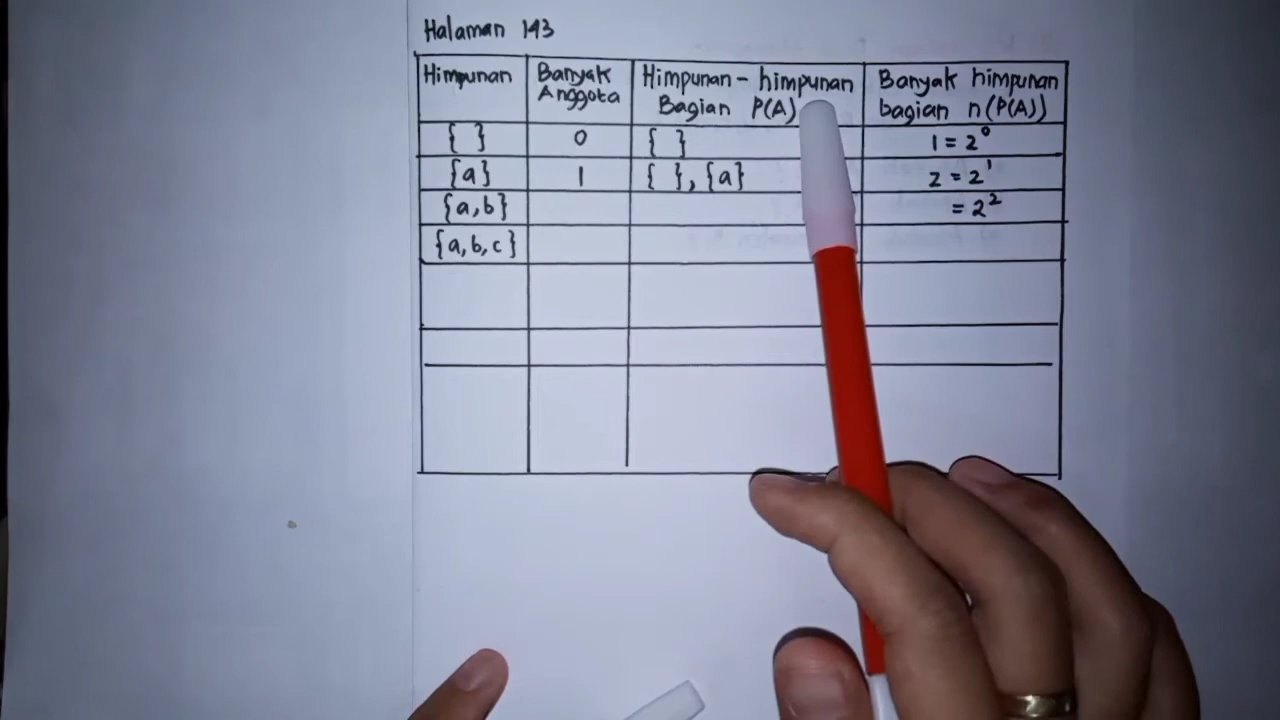 Halaman 143
Himpunan Banyak Anggota Himpunan - himpunan Bagian P(A) Banyak himpunan bagian n(P(A))
{ } 0 { } 1 = 2⁰
{a} 1 { }, {a} 2 = 2¹
{a,b} = 2²
{a,b,c}